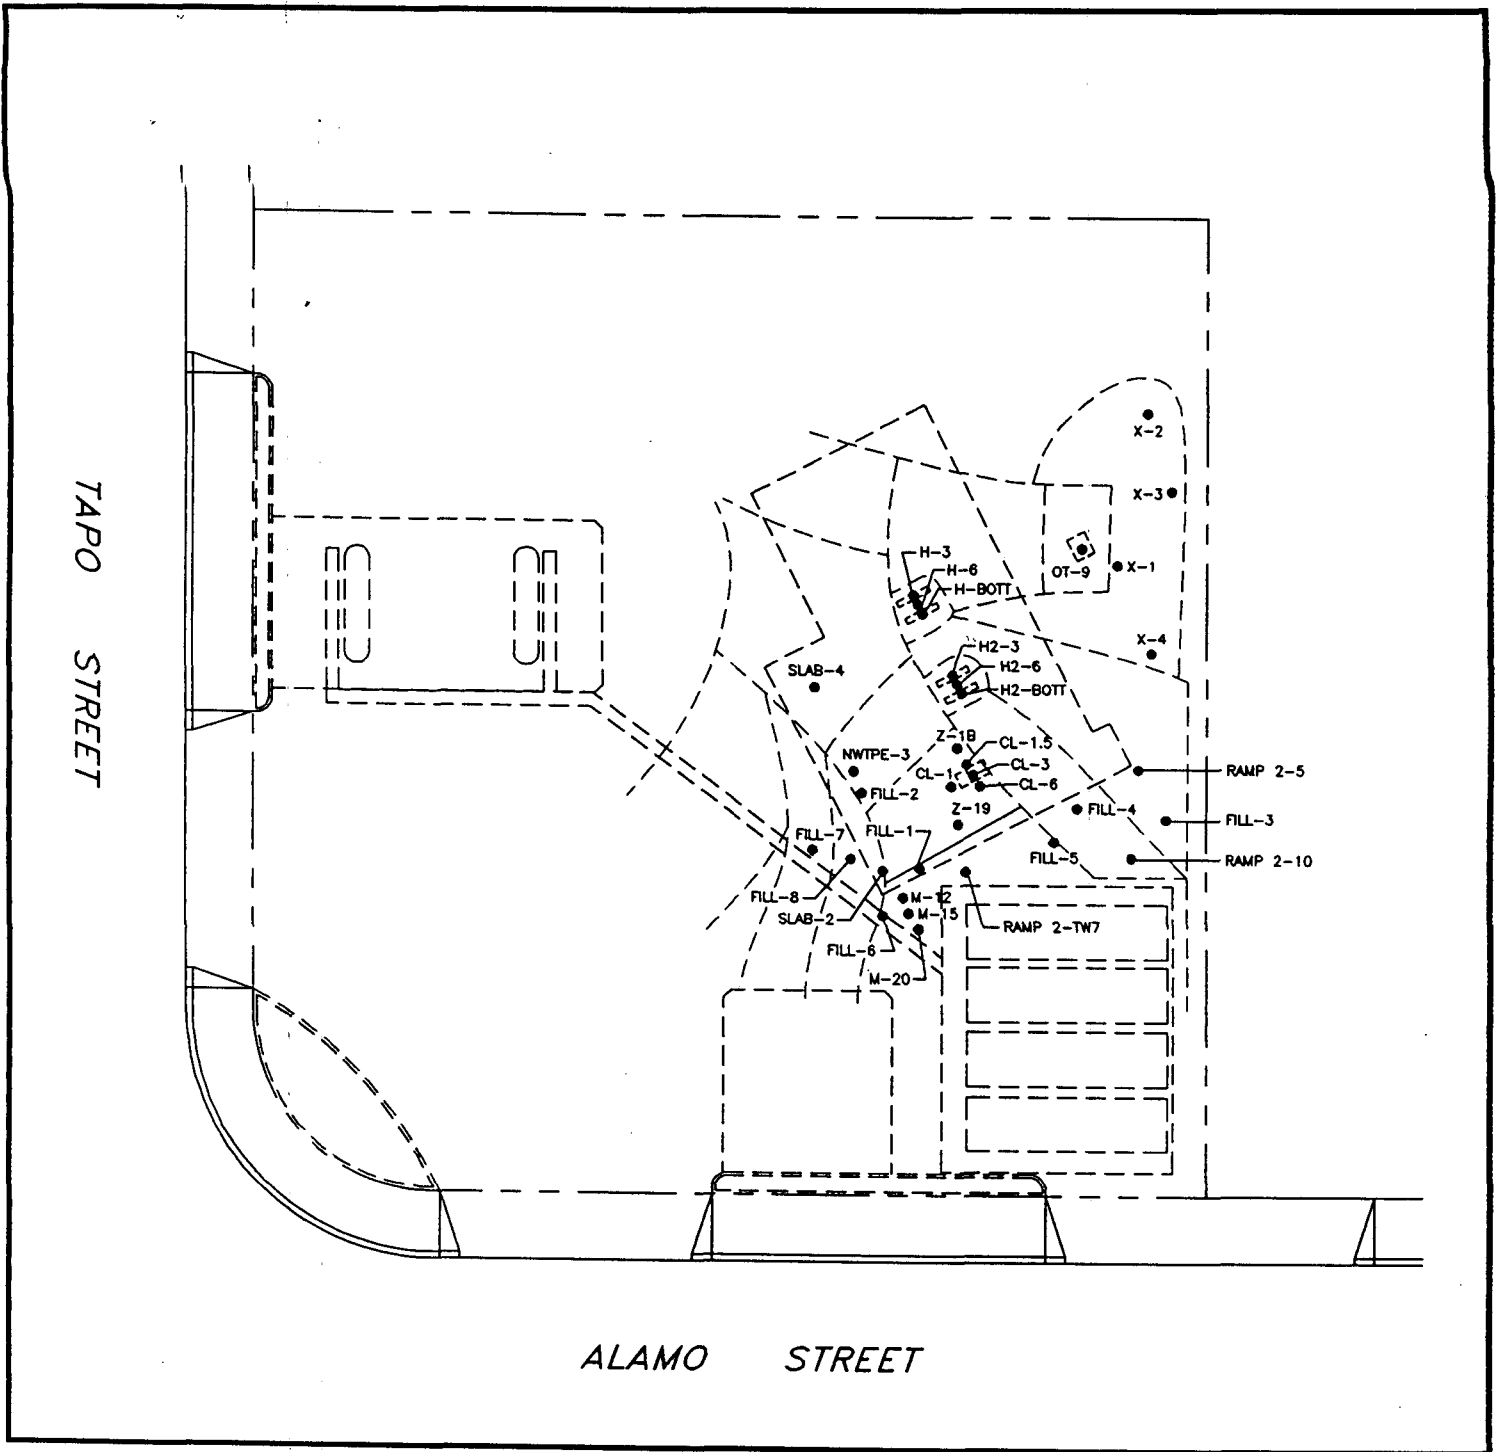 X-2
X-3
OT-9
X-1
H-3
H-6
H-BOTT
X-4
H2-3
H2-6
H2-BOTT
SLAB-4
Z-18
CL-1.5
NWTPE-3
CL-1
CL-3
CL-6
RAMP 2-5
FILL-2
Z-19
FILL-4
FILL-3
FILL-7
FILL-1
FILL-5
RAMP 2-10
FILL-8
M-12
SLAB-2
M-15
RAMP 2-TW7
FILL-6
M-20
TAPO STREET
ALAMO STREET